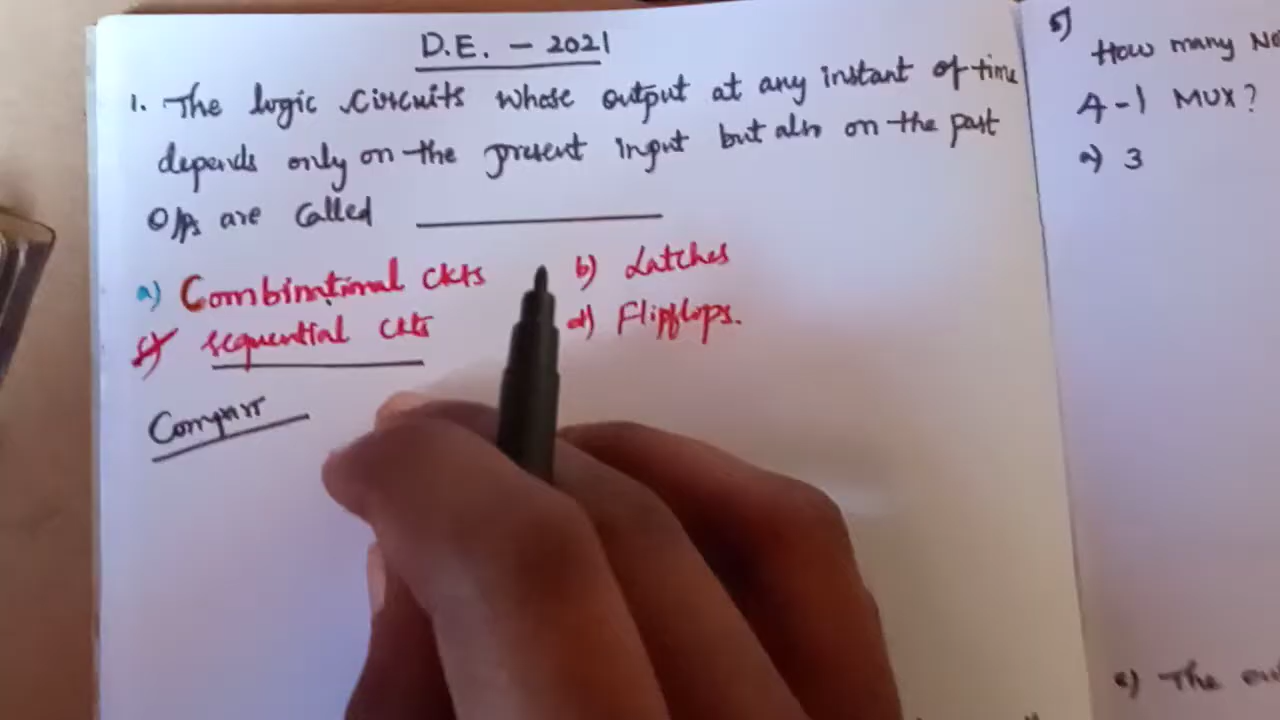 D.E. - 2021
1. The logic circuits whose output at any instant of time
depends only on the present input but also on the past
O/Ps are called ____________
a) Combinational ckts b) Latches
c) sequential ckts d) Flipflops.
5)
How many
4-1 MUX?
a) 3
e) The